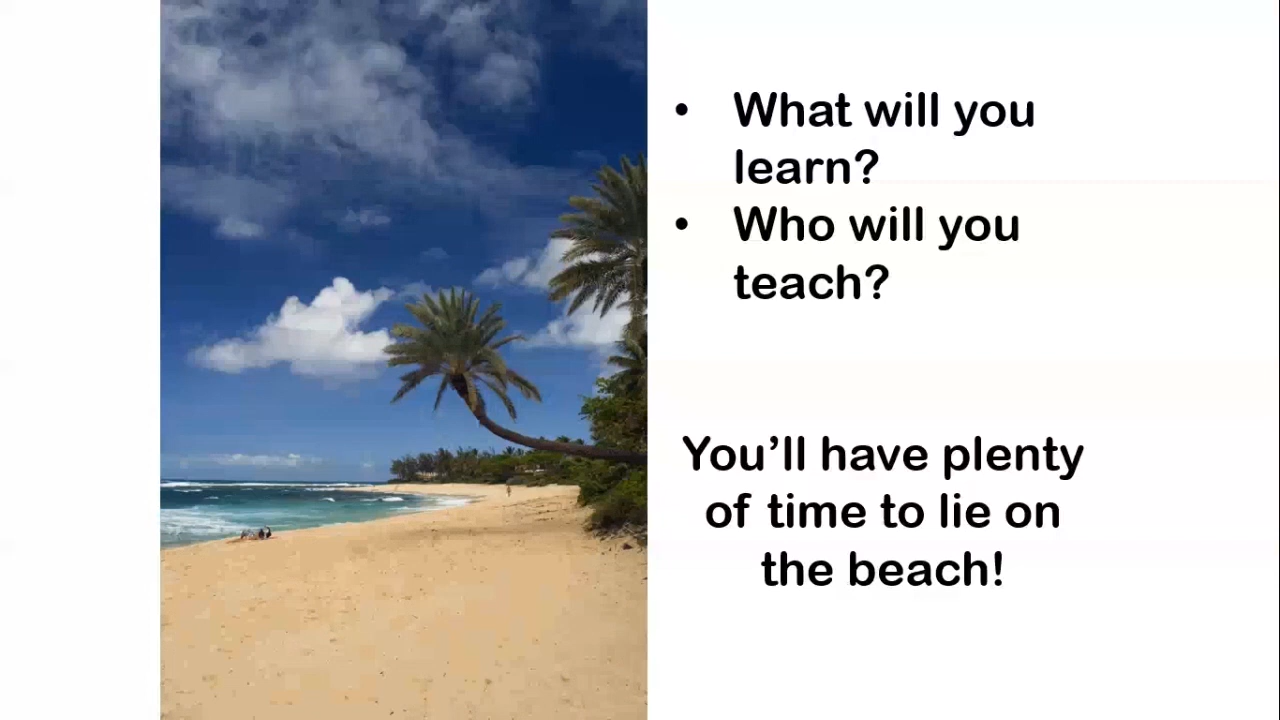 • What will you
learn?
• Who will you
teach?
You’ll have plenty
of time to lie on
the beach!